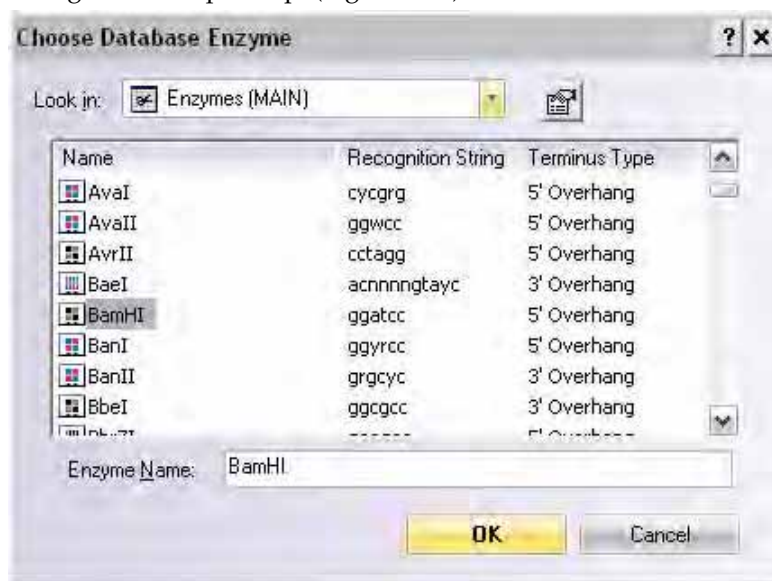 Choose Database Enzyme ? ×
Look in: Enzymes (MAIN)
Name Recognition String Terminus Type
AvaI cycgrg 5' Overhang
AvaII ggwcc 5' Overhang
AvrII cctagg 5' Overhang
BaeI acnnnngtayc 3' Overhang
BamHI ggatcc 5' Overhang
BanI ggyrcc 5' Overhang
BanII grgcyc 3' Overhang
BbeI ggcgcc 3' Overhang
5' Overhang
Enzyme Name: BamHI
OK Cancel